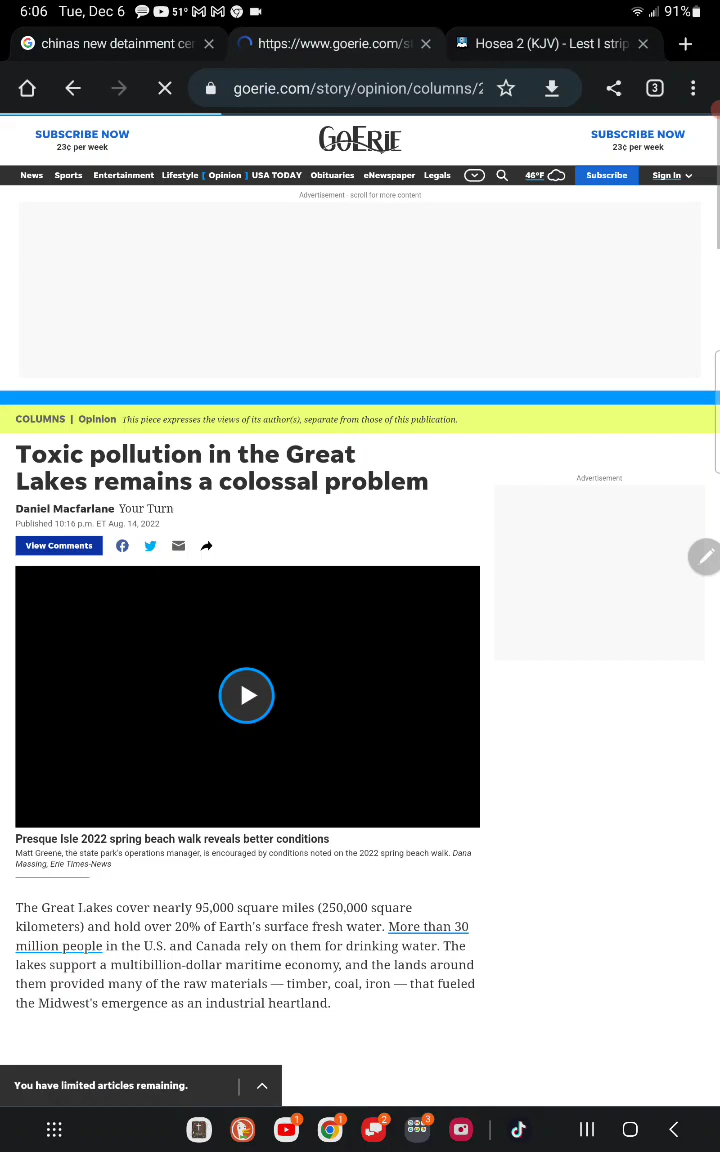 6:06 Tue, Dec 6 51° 91%
chinas new detainment cer https://www.goerie.com/s Hosea 2 (KJV) - Lest I strip
goerie.com/story/opinion/columns/2 3
SUBSCRIBE NOW
23¢ per week
GOERIE
SUBSCRIBE NOW
23¢ per week
News Sports Entertainment Lifestyle [ Opinion ] USA TODAY Obituaries eNewspaper Legals 46°F Subscribe Sign In
Advertisement - scroll for more content
COLUMNS | Opinion This piece expresses the views of its author(s), separate from those of this publication.
Toxic pollution in the Great
Lakes remains a colossal problem
Daniel Macfarlane Your Turn
Published 10:16 p.m. ET Aug. 14, 2022
View Comments
Advertisement
Presque Isle 2022 spring beach walk reveals better conditions
Matt Greene, the state park's operations manager, is encouraged by conditions noted on the 2022 spring beach walk. Dana
Massing, Erie Times-News
The Great Lakes cover nearly 95,000 square miles (250,000 square
kilometers) and hold over 20% of Earth's surface fresh water. More than 30
million people in the U.S. and Canada rely on them for drinking water. The
lakes support a multibillion-dollar maritime economy, and the lands around
them provided many of the raw materials — timber, coal, iron — that fueled
the Midwest's emergence as an industrial heartland.
You have limited articles remaining.
1 1 2 3